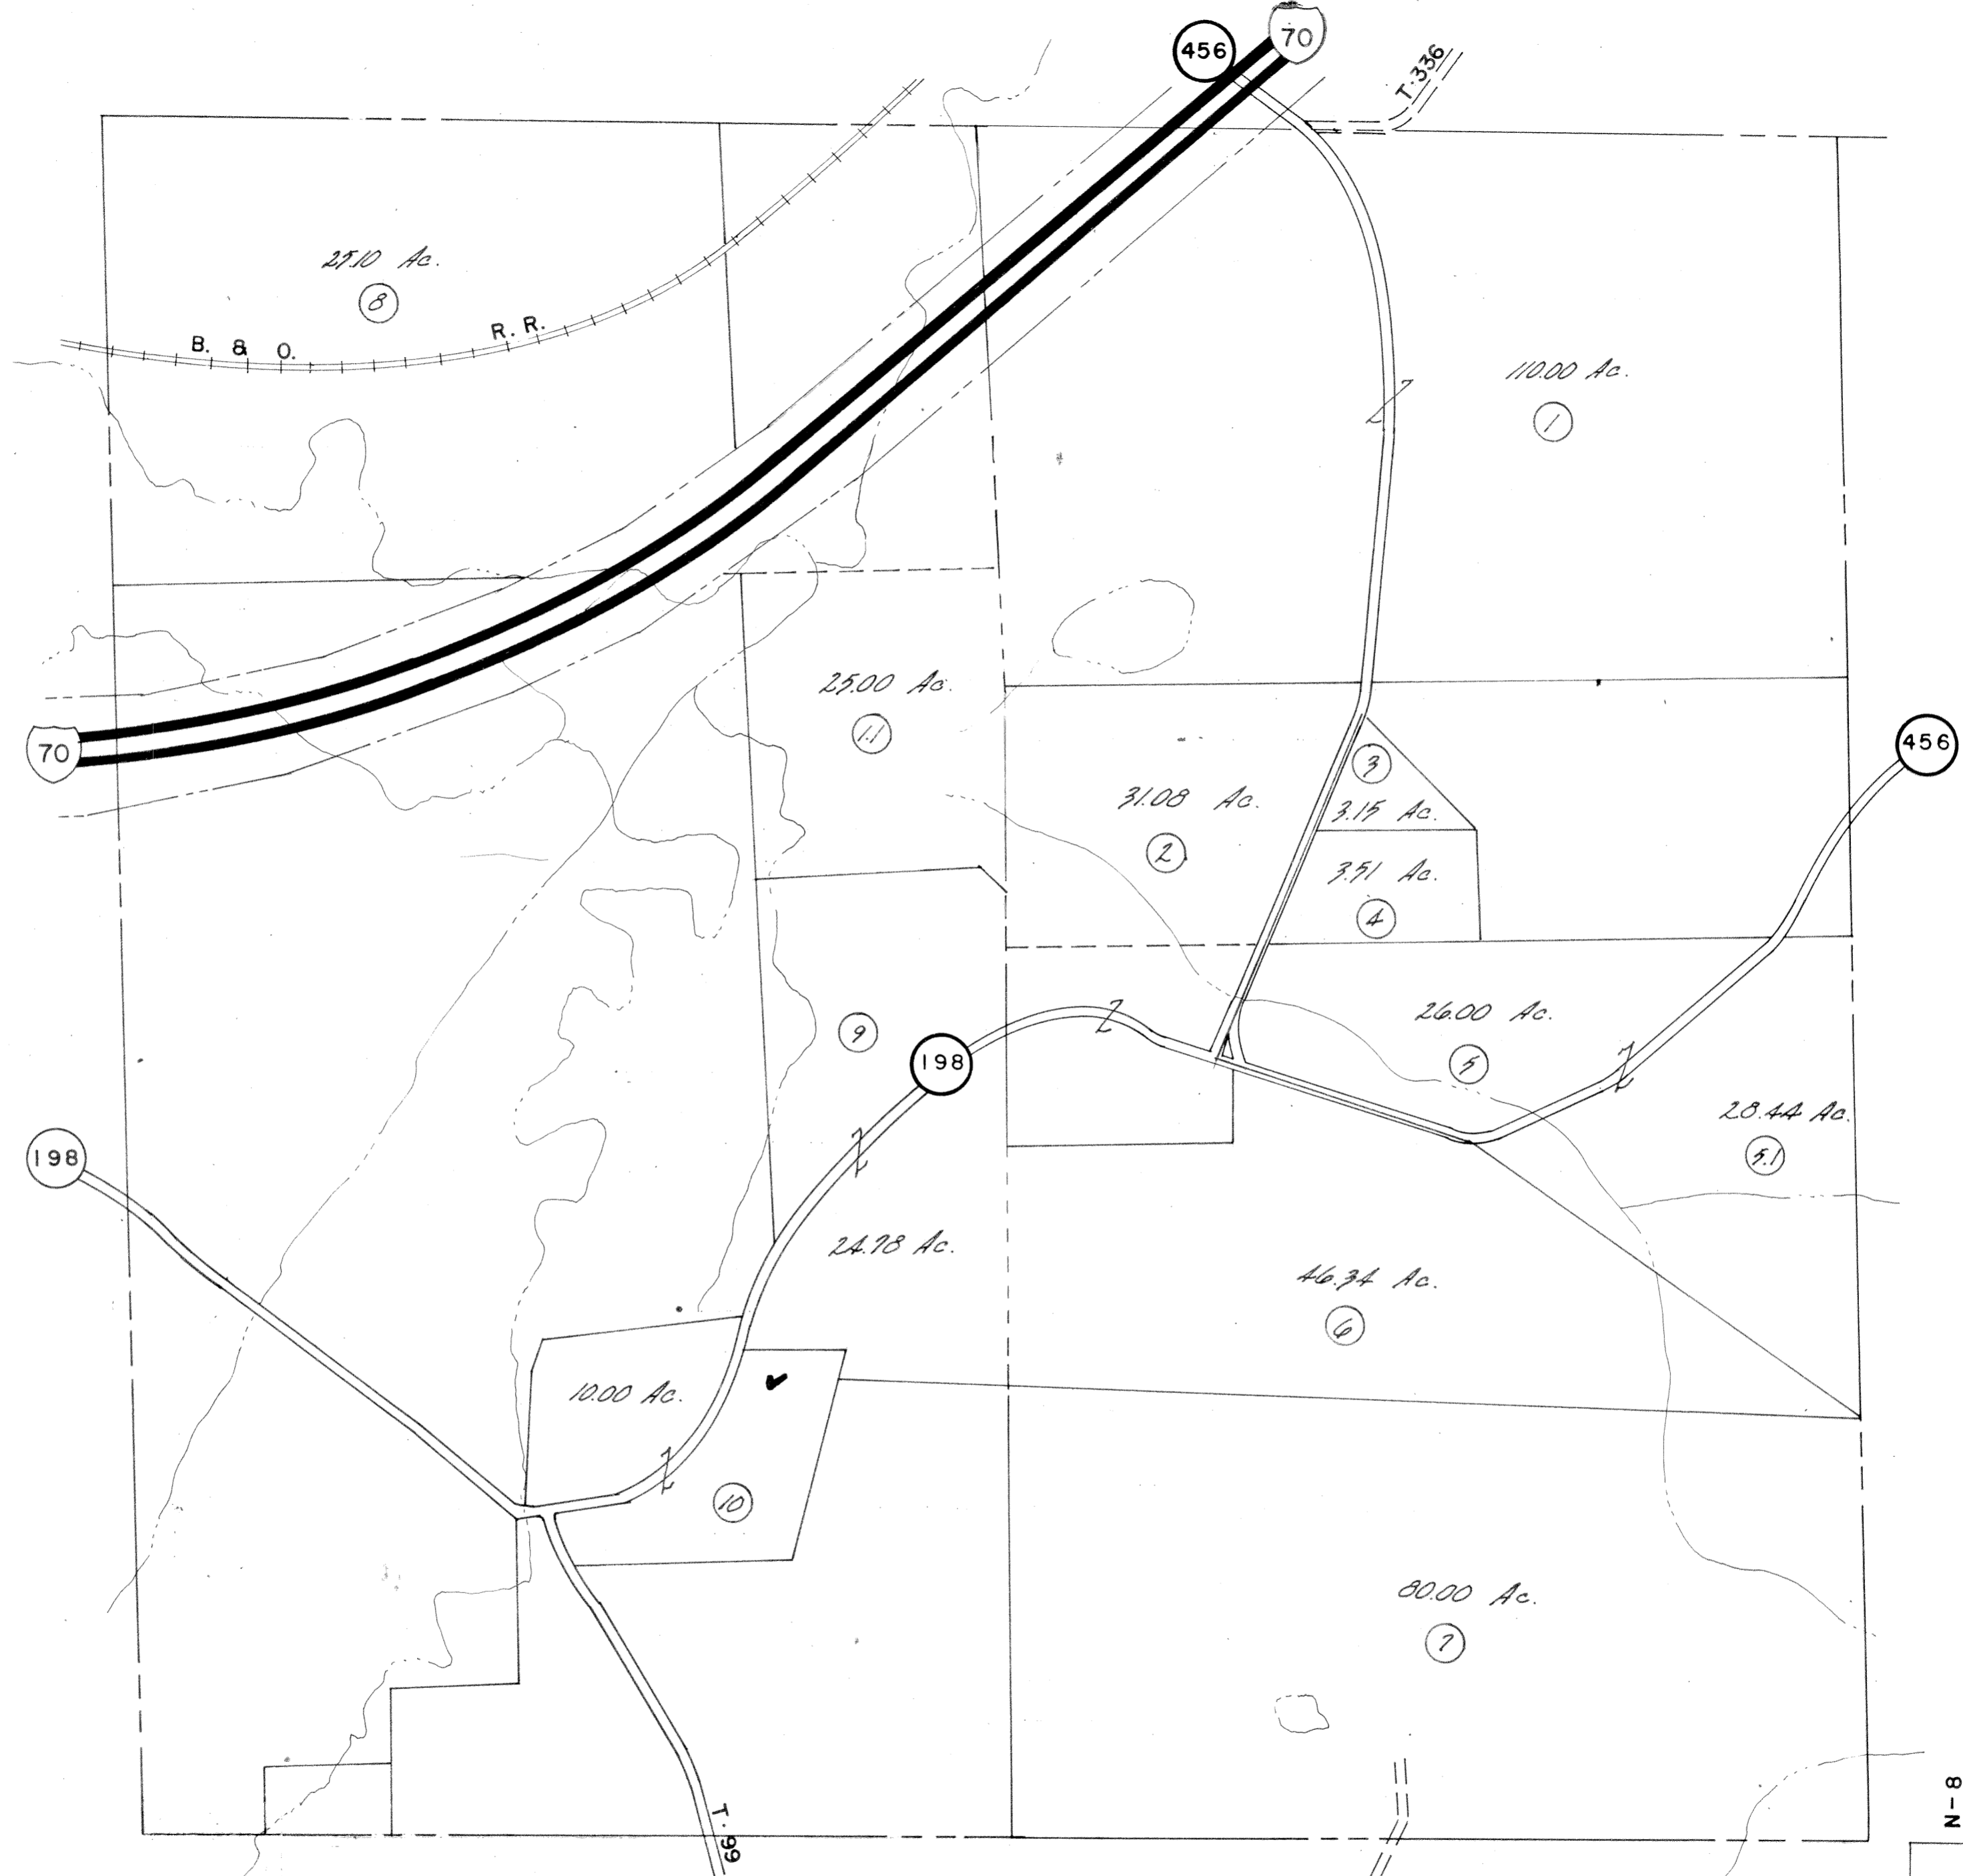 456
70
T.336
25.10 Ac.
8
B. & O. R. R.
110.00 Ac.
1
25.00 Ac.
1.1
70
456
3
31.08 Ac.
3.15 Ac.
2
3.51 Ac.
4
26.00 Ac.
9
198
5
28.44 Ac.
5.1
198
24.78 Ac.
46.34 Ac.
6
10.00 Ac.
10
80.00 Ac.
7
T.99
N-8